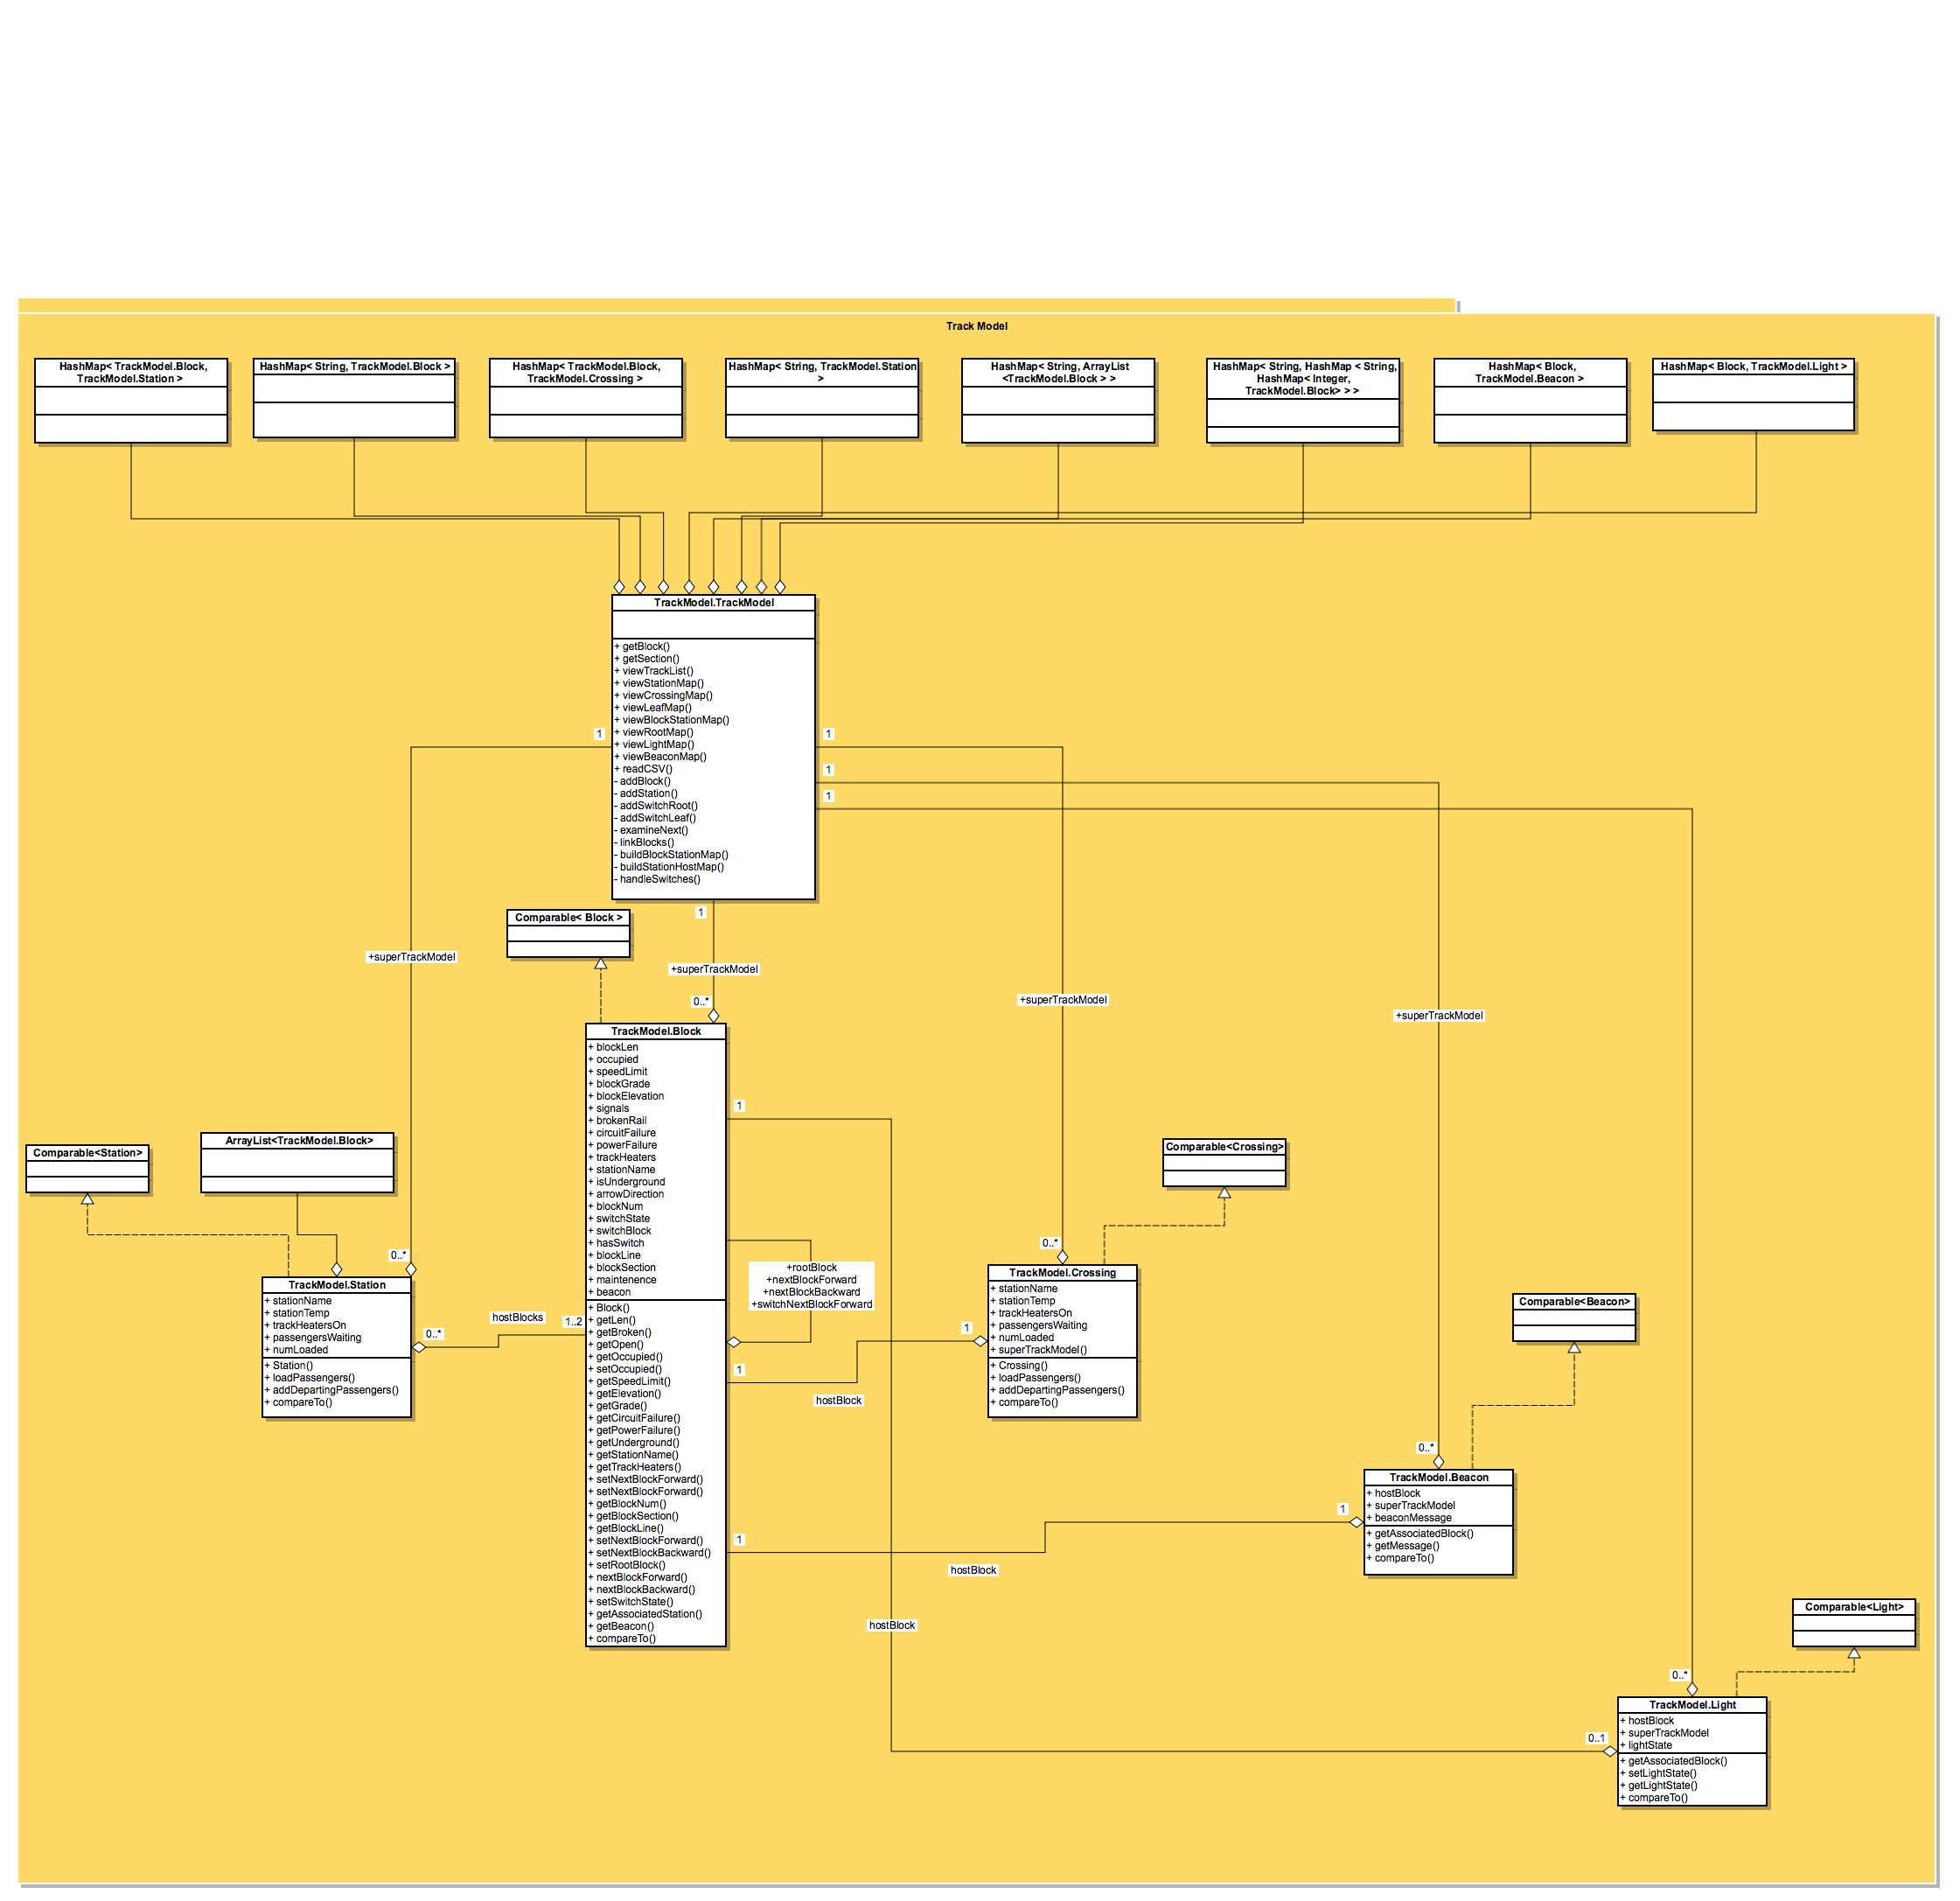 Track Model
HashMap< TrackModel.Block,
TrackModel.Station >
HashMap< String, TrackModel.Block >
HashMap< TrackModel.Block,
TrackModel.Crossing >
HashMap< String, TrackModel.Station
>
HashMap< String, ArrayList
<TrackModel.Block > >
HashMap< String, HashMap < String,
HashMap< Integer,
TrackModel.Block> > >
HashMap< Block,
TrackModel.Beacon >
HashMap< Block, TrackModel.Light >
TrackModel.TrackModel
+ getBlock()
+ getSection()
+ viewTrackList()
+ viewStationMap()
+ viewCrossingMap()
+ viewLeafMap()
+ viewBlockStationMap()
+ viewRootMap()
+ viewLightMap()
+ viewBeaconMap()
+ readCSV()
- addBlock()
- addStation()
- addSwitchRoot()
- addSwitchLeaf()
- examineNext()
- linkBlocks()
- buildBlockStationMap()
- buildStationHostMap()
- handleSwitches()
1
1
1
1
1
+superTrackModel
+superTrackModel
+superTrackModel
+superTrackModel
0..*
Comparable< Block >
TrackModel.Block
+ blockLen
+ occupied
+ speedLimit
+ blockGrade
+ blockElevation
+ signals
+ brokenRail
+ circuitFailure
+ powerFailure
+ trackHeaters
+ stationName
+ isUnderground
+ arrowDirection
+ blockNum
+ switchState
+ switchBlock
+ hasSwitch
+ blockLine
+ blockSection
+ maintenence
+ beacon
+ Block()
+ getLen()
+ getBroken()
+ getOpen()
+ getOccupied()
+ setOccupied()
+ getSpeedLimit()
+ getElevation()
+ getGrade()
+ getCircuitFailure()
+ getPowerFailure()
+ getUnderground()
+ getStationName()
+ getTrackHeaters()
+ setNextBlockForward()
+ setNextBlockForward()
+ getBlockNum()
+ getBlockSection()
+ getBlockLine()
+ setNextBlockForward()
+ setNextBlockBackward()
+ setRootBlock()
+ nextBlockForward()
+ nextBlockBackward()
+ setSwitchState()
+ getAssociatedStation()
+ getBeacon()
+ compareTo()
1
+rootBlock
+nextBlockForward
+nextBlockBackward
+switchNextBlockForward
1
1
Comparable<Station>
ArrayList<TrackModel.Block>
0..*
TrackModel.Station
+ stationName
+ stationTemp
+ trackHeatersOn
+ passengersWaiting
+ numLoaded
+ Station()
+ loadPassengers()
+ addDepartingPassengers()
+ compareTo()
0..*
hostBlocks
1..2
Comparable<Crossing>
0..*
TrackModel.Crossing
+ stationName
+ stationTemp
+ trackHeatersOn
+ passengersWaiting
+ numLoaded
+ superTrackModel()
+ Crossing()
+ loadPassengers()
+ addDepartingPassengers()
+ compareTo()
1
hostBlock
Comparable<Beacon>
0..*
TrackModel.Beacon
+ hostBlock
+ superTrackModel
+ beaconMessage
+ getAssociatedBlock()
+ getMessage()
+ compareTo()
1
hostBlock
hostBlock
Comparable<Light>
0..*
TrackModel.Light
+ hostBlock
+ superTrackModel
+ lightState
+ getAssociatedBlock()
+ setLightState()
+ getLightState()
+ compareTo()
0..1